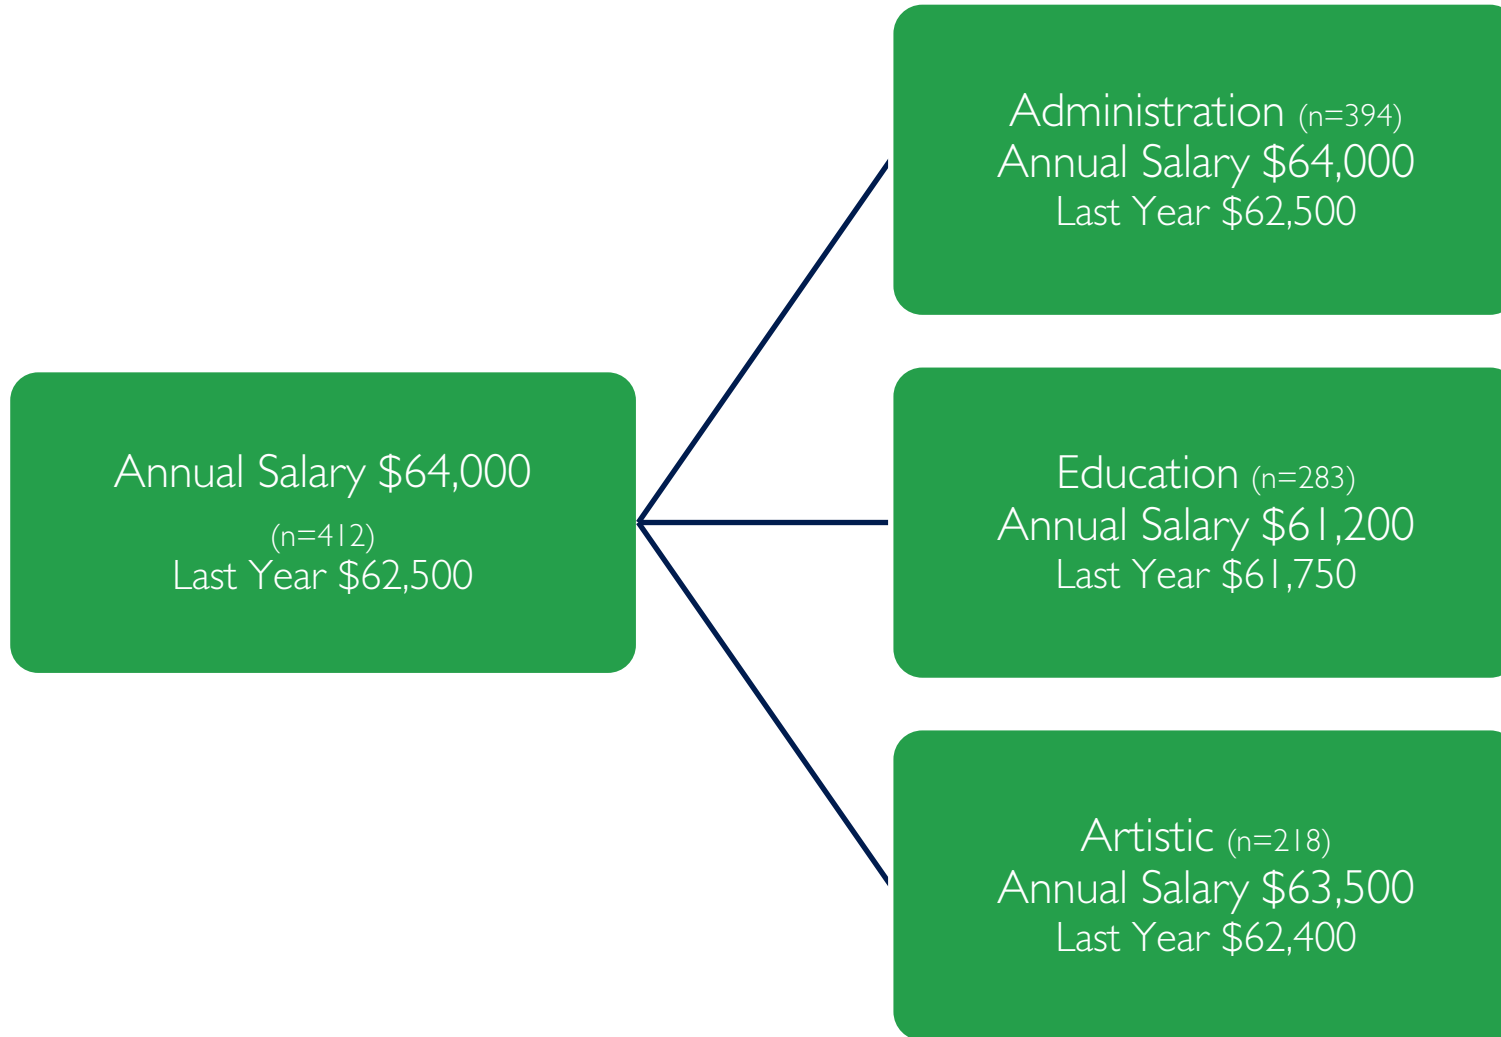 Administration (n=394)
Annual Salary $64,000
Last Year $62,500
Annual Salary $64,000
(n=412)
Last Year $62,500
Education (n=283)
Annual Salary $61,200
Last Year $61,750
Artistic (n=218)
Annual Salary $63,500
Last Year $62,400